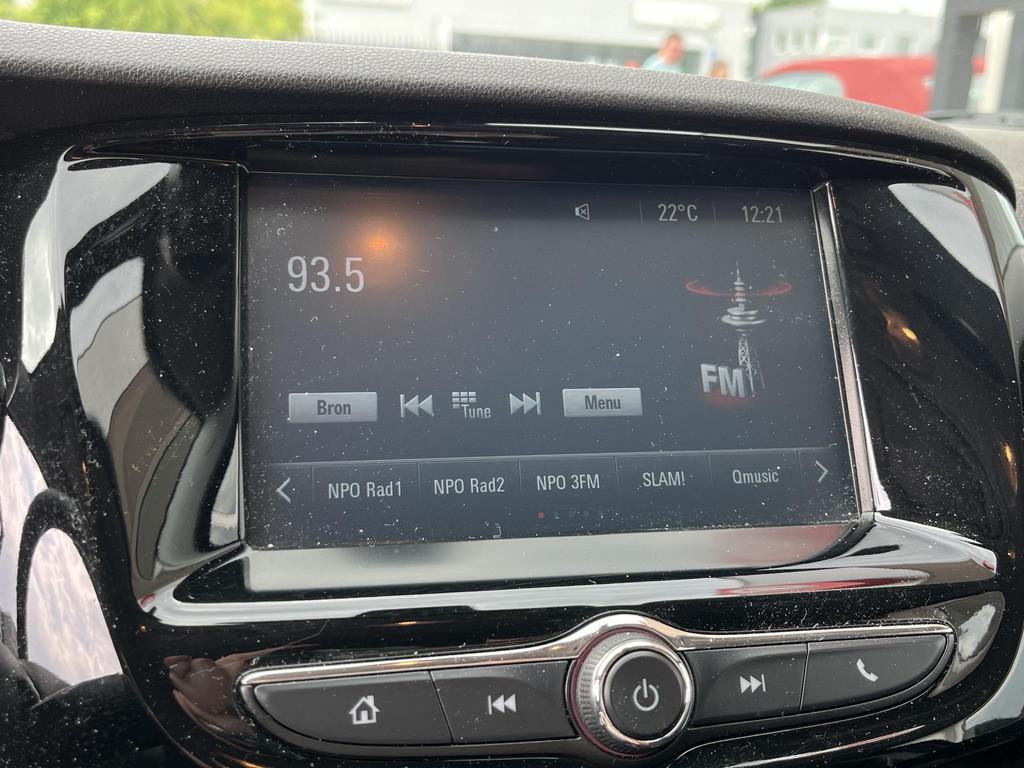 22°C 12:21
93.5
FM
Bron Tune Menu
NPO Rad1 NPO Rad2 NPO 3FM SLAM! Qmusic